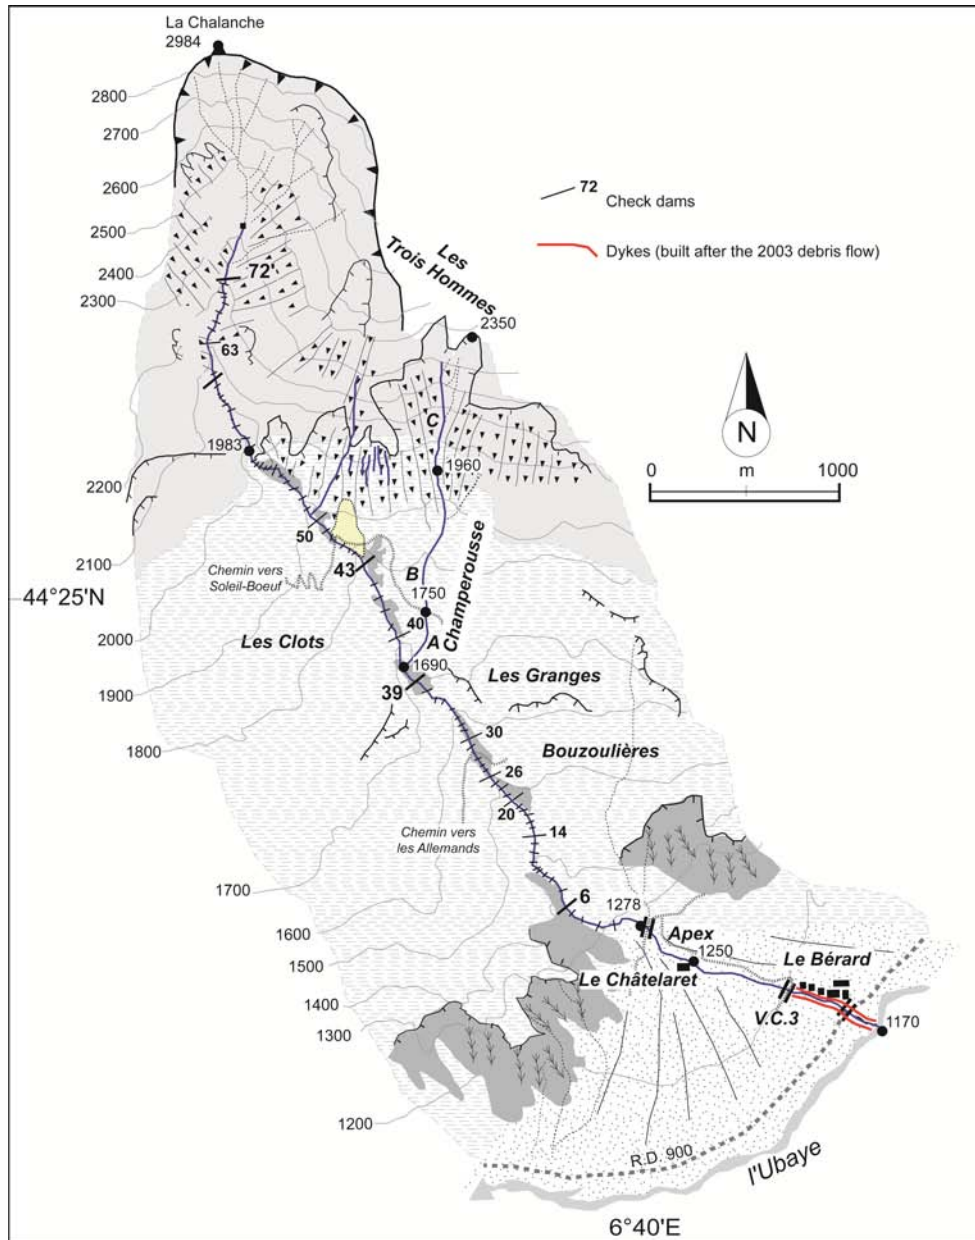 La Chalanche
2984
2800
2700
2600
2500
2400
2300
72
Check dams
Dykes (built after the 2003 debris flow)
Les
Trois Hommes
2350
72'
63
N
0 m 1000
1983
C
1960
2200
50
2100
43
Chemin vers
Soleil-Boeuf
B
1750
Champerousse
44°25'N
40
A
2000
Les Clots
1690
1900
39
Les Granges
1800
30
Bouzoulières
26
20
14
Chemin vers
les Allemands
1700
6
1278
Apex
1600
1250
Le Bérard
1500
Le Châtelaret
1400
V.C.3
1300
1170
1200
R.D. 900
l'Ubaye
6°40'E